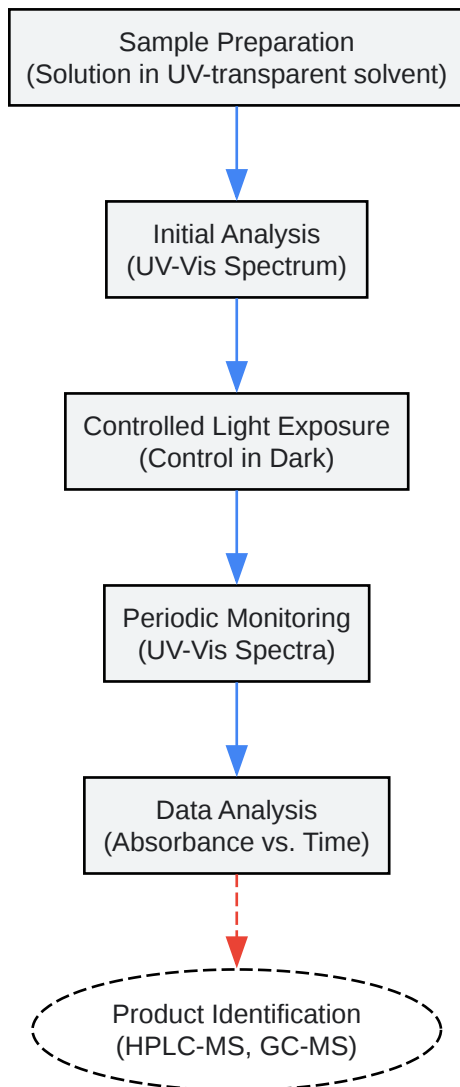 Sample Preparation
(Solution in UV-transparent solvent)
Initial Analysis
(UV-Vis Spectrum)
Controlled Light Exposure
(Control in Dark)
Periodic Monitoring
(UV-Vis Spectra)
Data Analysis
(Absorbance vs. Time)
Product Identification
(HPLC-MS, GC-MS)